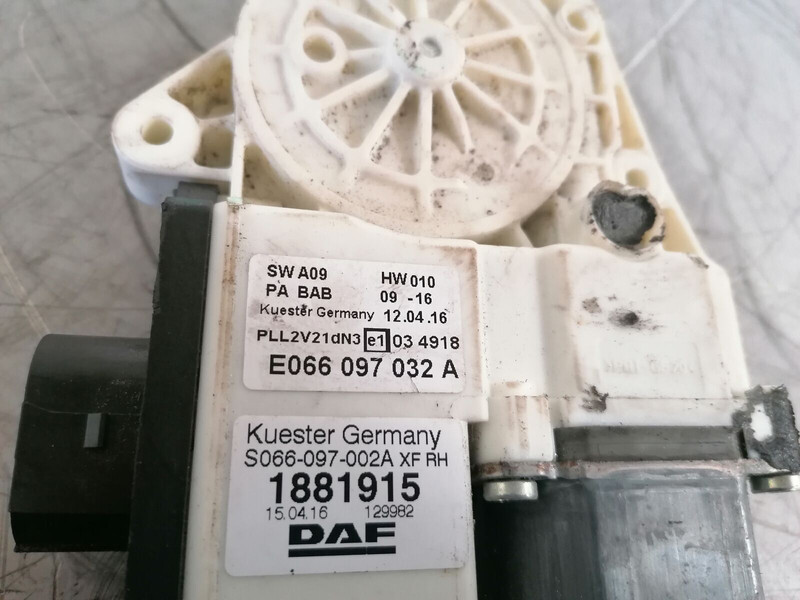 SW A09 HW 010
PA BAB 09 -16
Kuester Germany 12.04.16
PLL2V21dN3 e1 03 4918
E066 097 032 A
Kuester Germany
S066-097-002A XF RH
1881915
15.04.16 129982
DAF